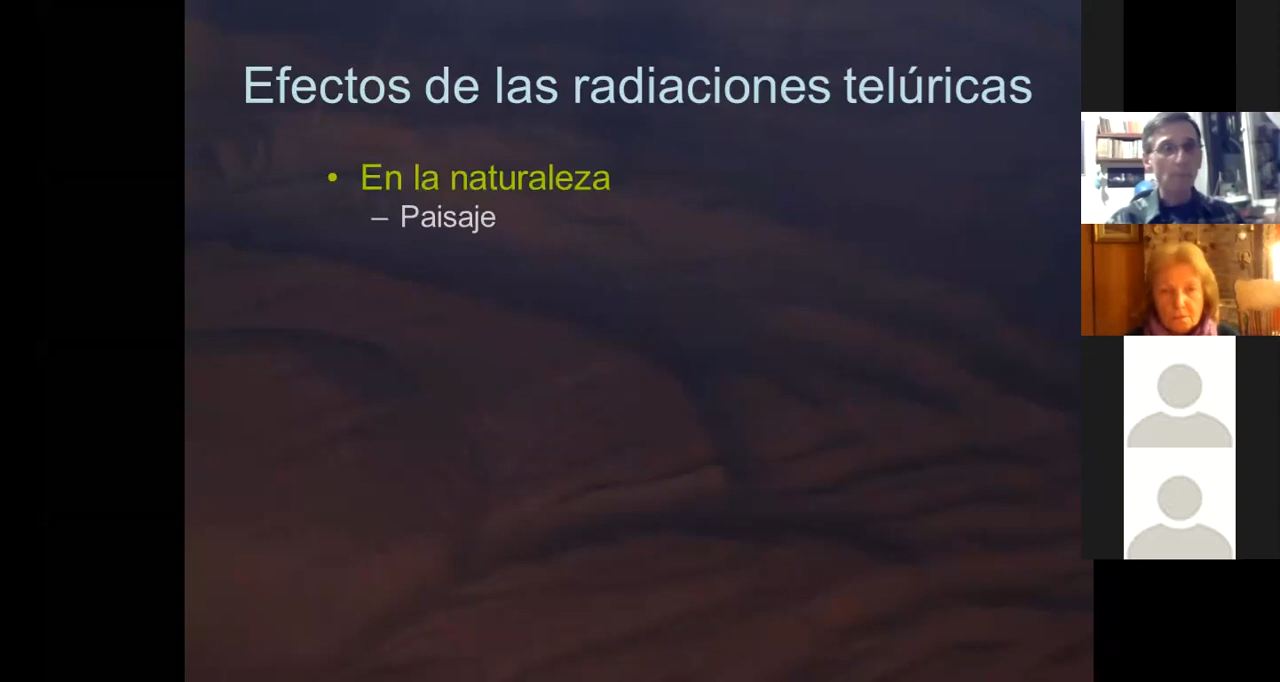 Efectos de las radiaciones telúricas
• En la naturaleza
– Paisaje